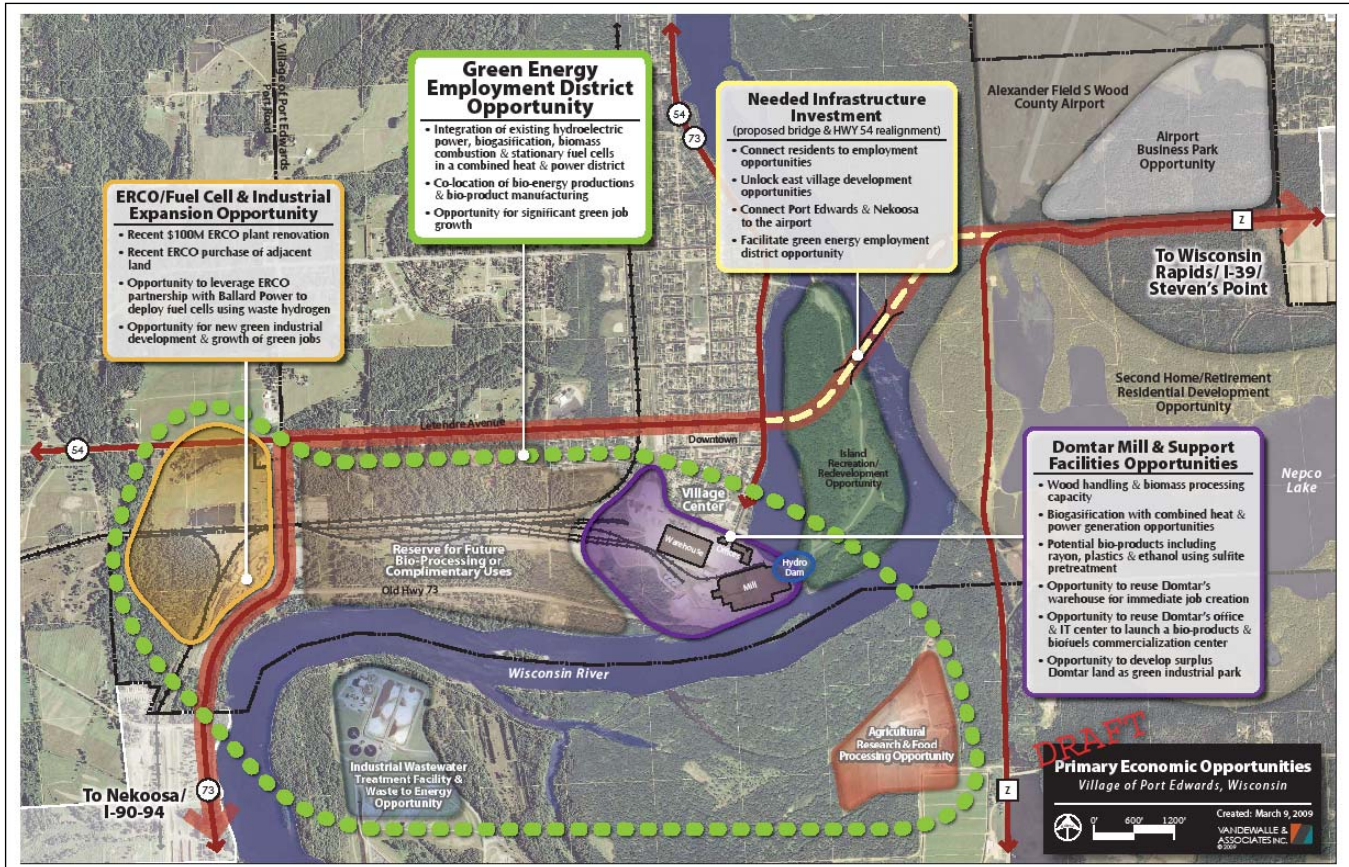 Village of Port Edwards
Port Road
Green Energy
Employment District
Opportunity
• Integration of existing hydroelectric
power, biogasification, biomass
combustion & stationary fuel cells
in a combined heat & power district
• Co-location of bio-energy productions
& bio-product manufacturing
• Opportunity for significant green job
growth
54
73
Needed Infrastructure
Investment
(proposed bridge & HWY 54 realignment)
• Connect residents to employment
opportunities
• Unlock east village development
opportunities
• Connect Port Edwards & Nekoosa
to the airport
• Facilitate green energy employment
district opportunity
Alexander Field S Wood
County Airport
Airport
Business Park
Opportunity
ERCO/Fuel Cell & Industrial
Expansion Opportunity
• Recent $100M ERCO plant renovation
• Recent ERCO purchase of adjacent
land
• Opportunity to leverage ERCO
partnership with Ballard Power to
deploy fuel cells using waste hydrogen
• Opportunity for new green industrial
development & growth of green jobs
Z
To Wisconsin
Rapids/ I-39/
Steven's Point
Second Home/Retirement
Residential Development
Opportunity
54
Letendre Avenue
Downtown
Island
Recreation/
Redevelopment
Opportunity
Domtar Mill & Support
Facilities Opportunities
• Wood handling & biomass processing
capacity
• Biogasification with combined heat &
power generation opportunities
• Potential bio-products including
rayon, plastics & ethanol using sulfite
pretreatment
• Opportunity to reuse Domtar's
warehouse for immediate job creation
• Opportunity to reuse Domtar's office
& IT center to launch a bio-products &
biofuels commercialization center
• Opportunity to develop surplus
Domtar land as green industrial park
Nepco
Lake
Village
Center
Warehouse
Office
Mill
Hydro
Dam
Reserve for Future
Bio-Processing or
Complimentary Uses
Old Hwy 73
Wisconsin River
Industrial Wastewater
Treatment Facility &
Waste to Energy
Opportunity
Agricultural
Research & Food
Processing Opportunity
To Nekoosa/
I-90-94
73
Z
DRAFT
Primary Economic Opportunities
Village of Port Edwards, Wisconsin
0' 600' 1200'
Created: March 9, 2009
VANDEWALLE &
ASSOCIATES INC.
© 2009